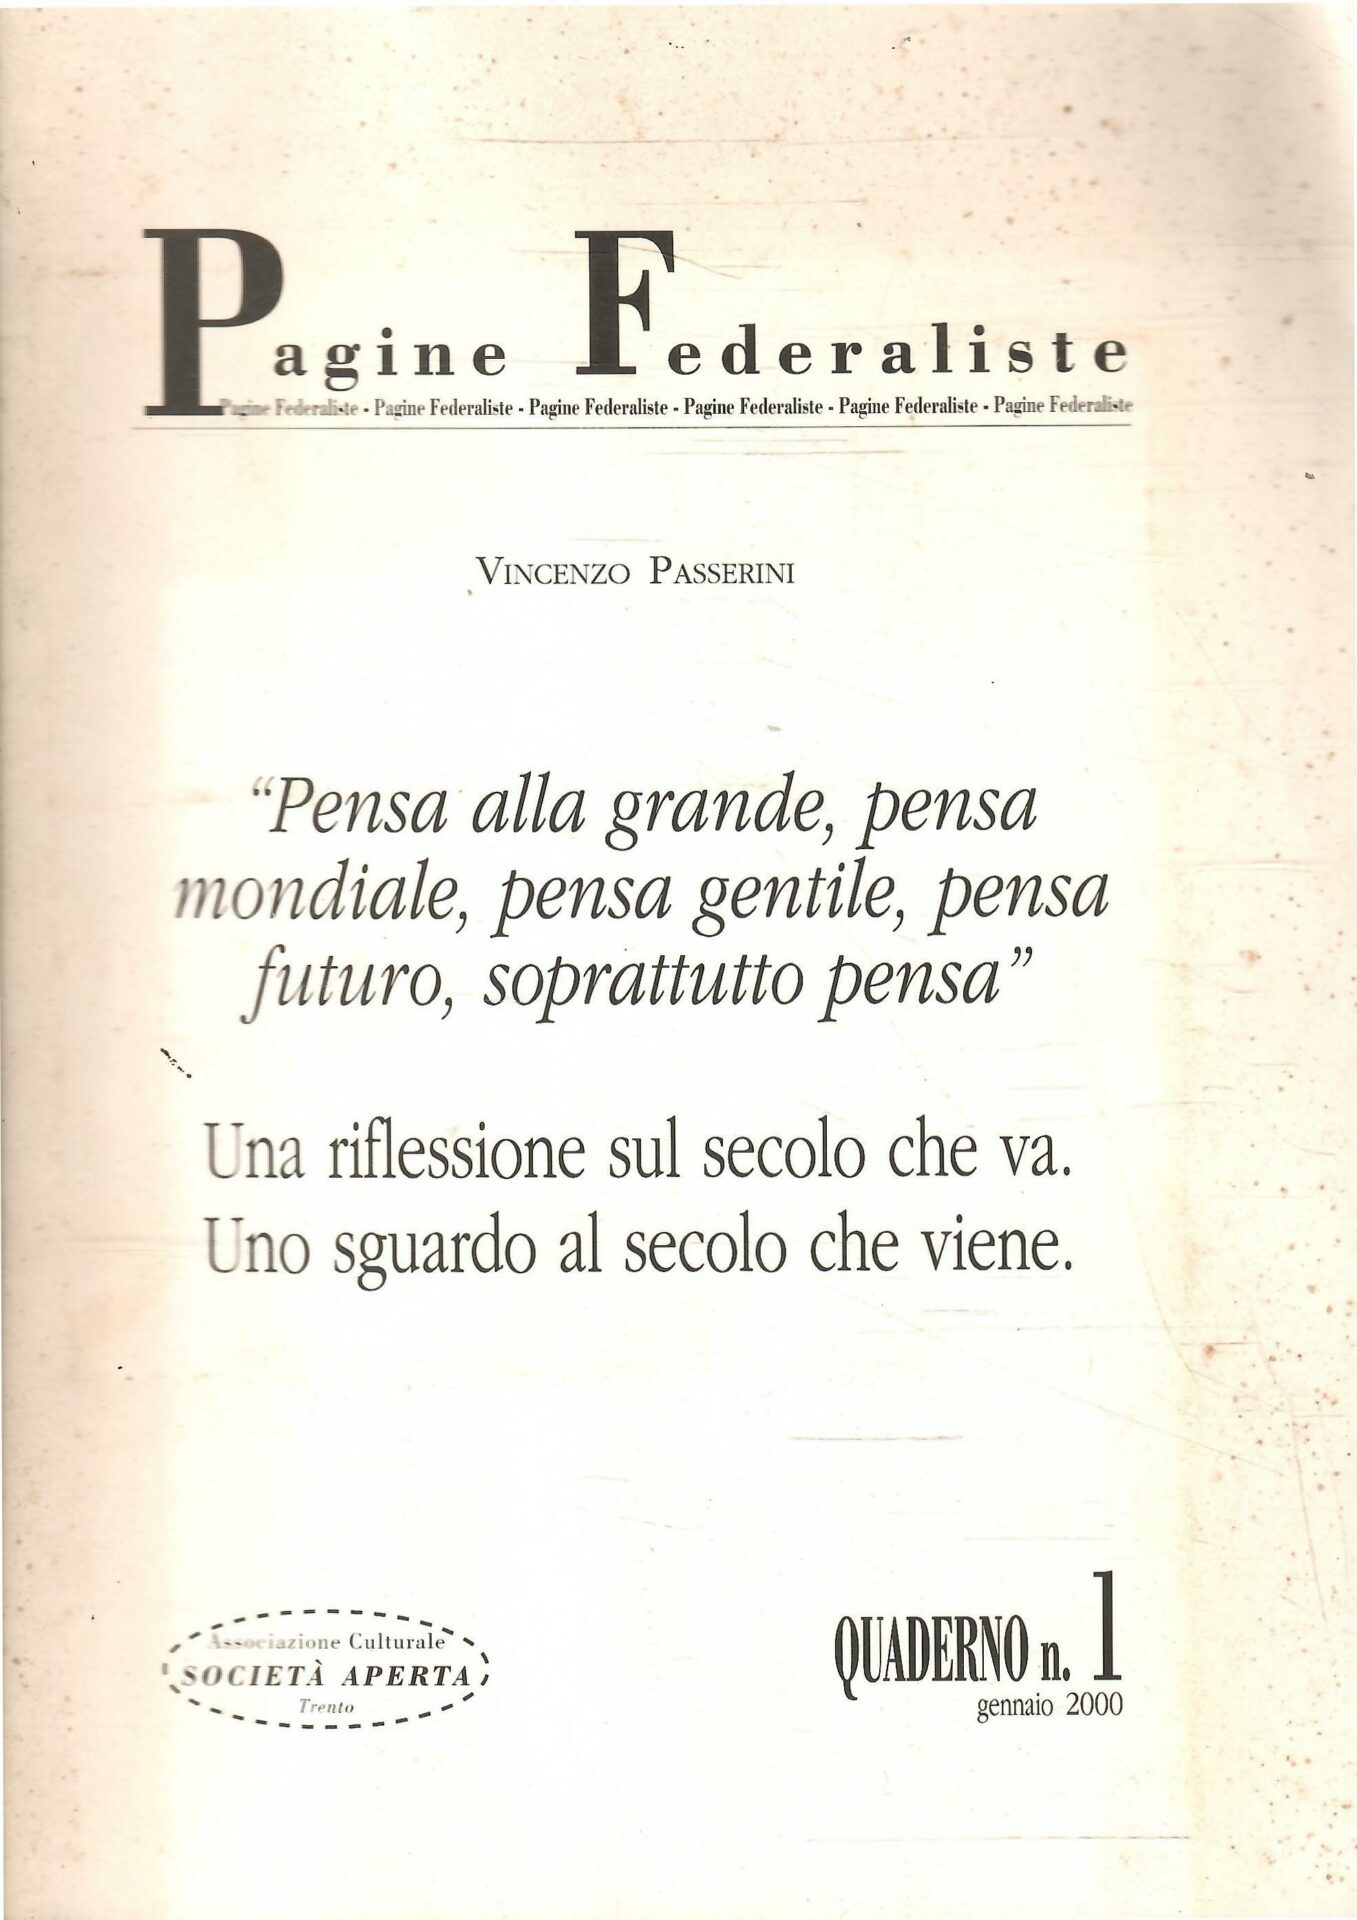 Pagine Federaliste
Pagine Federaliste - Pagine Federaliste - Pagine Federaliste - Pagine Federaliste - Pagine Federaliste - Pagine Federaliste
VINCENZO PASSERINI
“Pensa alla grande, pensa
mondiale, pensa gentile, pensa
futuro, soprattutto pensa”
Una riflessione sul secolo che va.
Uno sguardo al secolo che viene.
Associazione Culturale
SOCIETÀ APERTA
Trento
QUADERNO n. 1
gennaio 2000